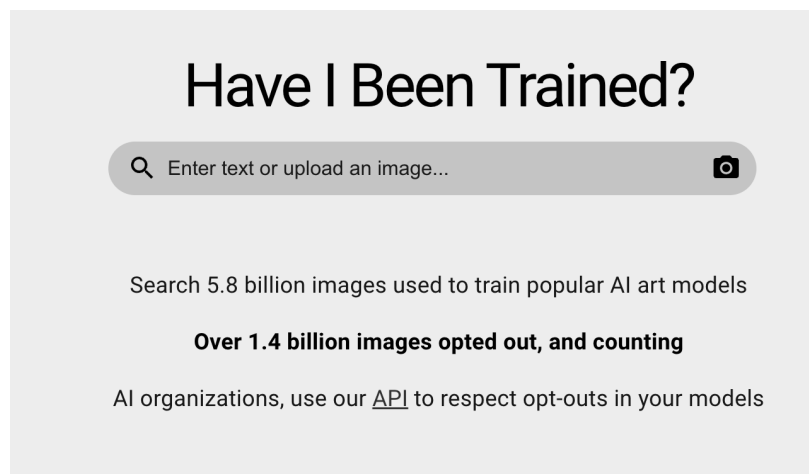 Have I Been Trained?
Enter text or upload an image...
Search 5.8 billion images used to train popular AI art models
Over 1.4 billion images opted out, and counting
AI organizations, use our API to respect opt-outs in your models